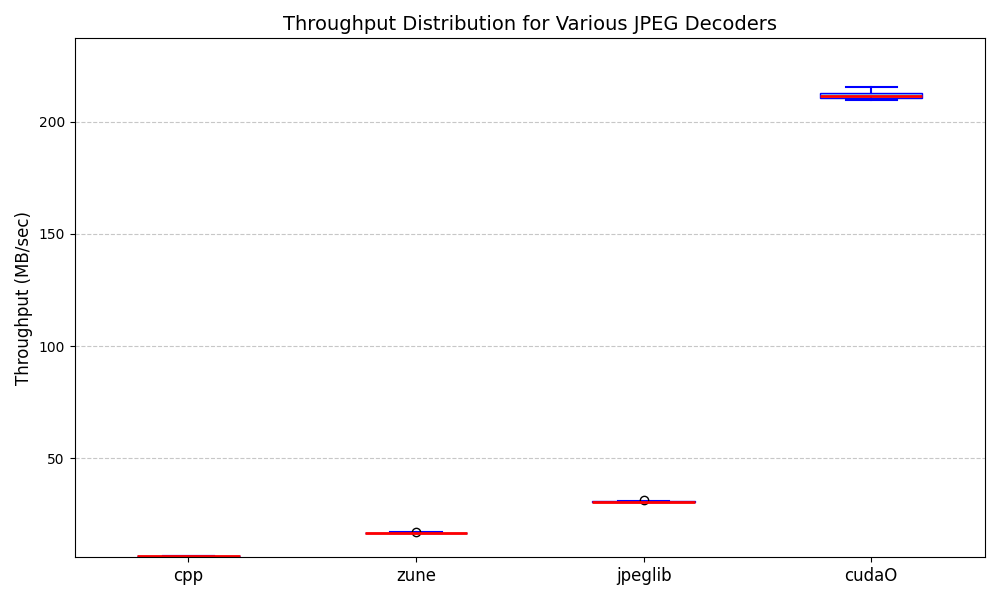 Throughput Distribution for Various JPEG Decoders
Throughput (MB/sec)
200
150
100
50
cpp
zune
jpeglib
cudaO